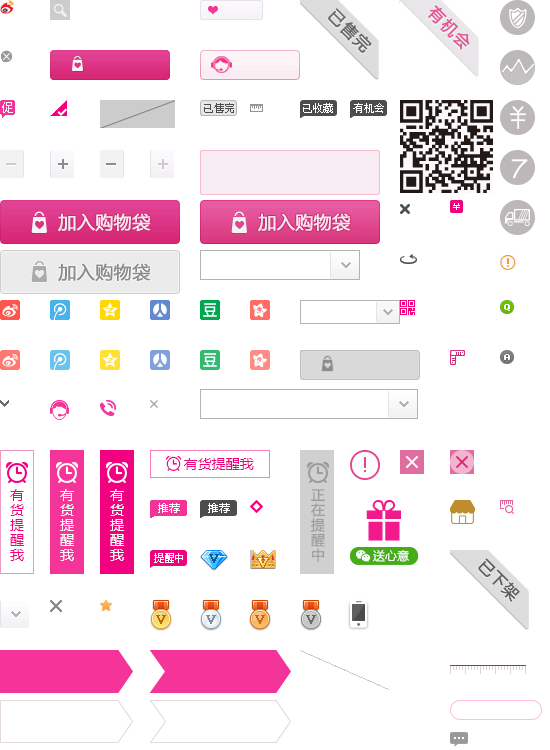 已售完
有机会
促
已售完
已收藏
有机会
¥
7
加入购物袋
加入购物袋
羊
加入购物袋
豆
Q
豆
A
有货提醒我
有货提醒我
有货提醒我
有货提醒我
正在提醒中
推荐
推荐
提醒中
送心意
已下架
V
V
V
V